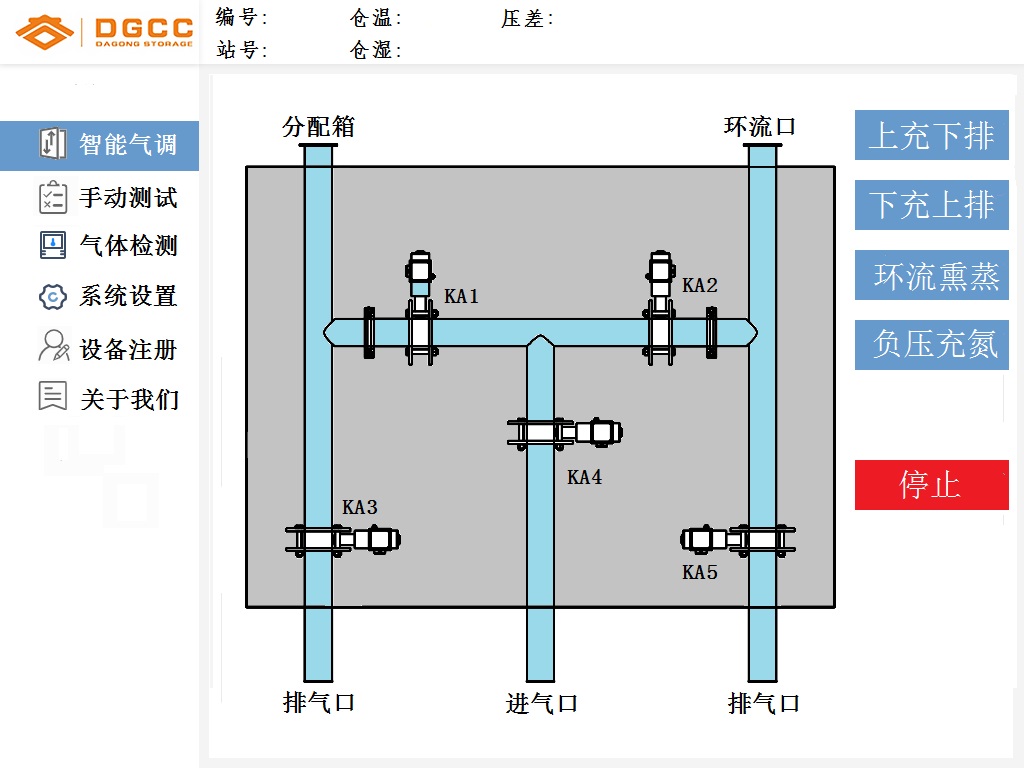 DGCC
DAGONG STORAGE
编号:
仓温:
压差:
站号:
仓湿:
智能气调
手动测试
气体检测
系统设置
设备注册
关于我们
分配箱
环流口
KA1
KA2
KA4
KA3
KA5
排气口
进气口
排气口
上充下排
下充上排
环流熏蒸
负压充氮
停止